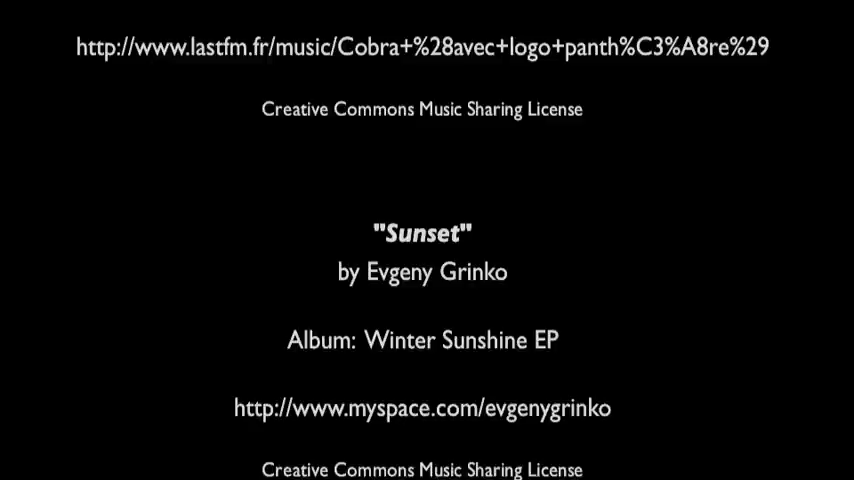 http://www.lastfm.fr/music/Cobra+%28avec+logo+panth%C3%A8re%29
Creative Commons Music Sharing License
"Sunset"
by Evgeny Grinko
Album: Winter Sunshine EP
http://www.myspace.com/evgenygrinko
Creative Commons Music Sharing License